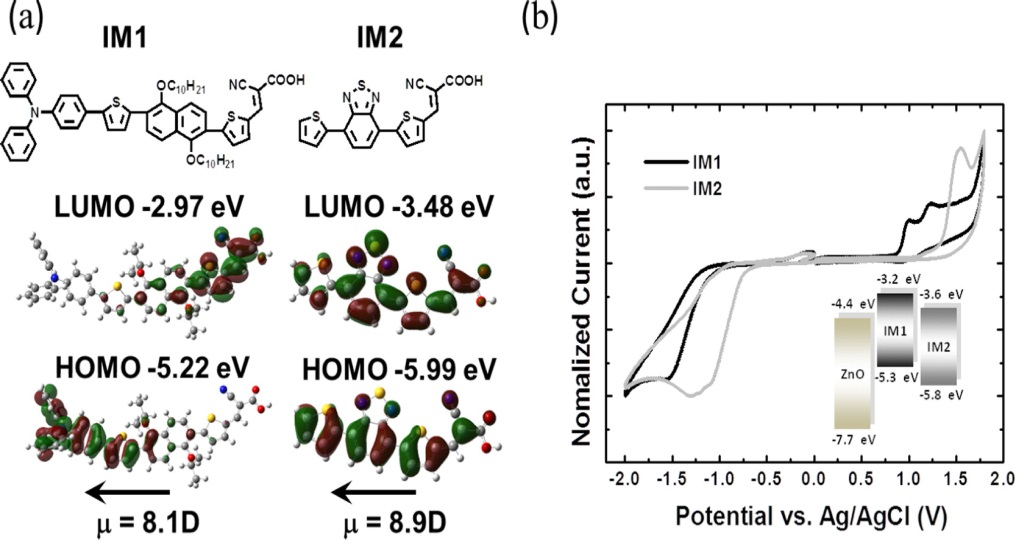 (a)
IM1 IM2
N
S
OC10H21
OC10H21
S
NC
COOH
S
N S N
S
NC
COOH
LUMO -2.97 eV LUMO -3.48 eV
HOMO -5.22 eV HOMO -5.99 eV
μ = 8.1D μ = 8.9D
(b)
Nomalized Current (a.u.)
IM1
IM2
-4.4 eV
-3.2 eV
-3.6 eV
ZnO
IM1
IM2
-5.3 eV
-5.8 eV
-7.7 eV
-2.0 -1.5 -1.0 -0.5 0.0 0.5 1.0 1.5 2.0
Potential vs. Ag/AgCl (V)